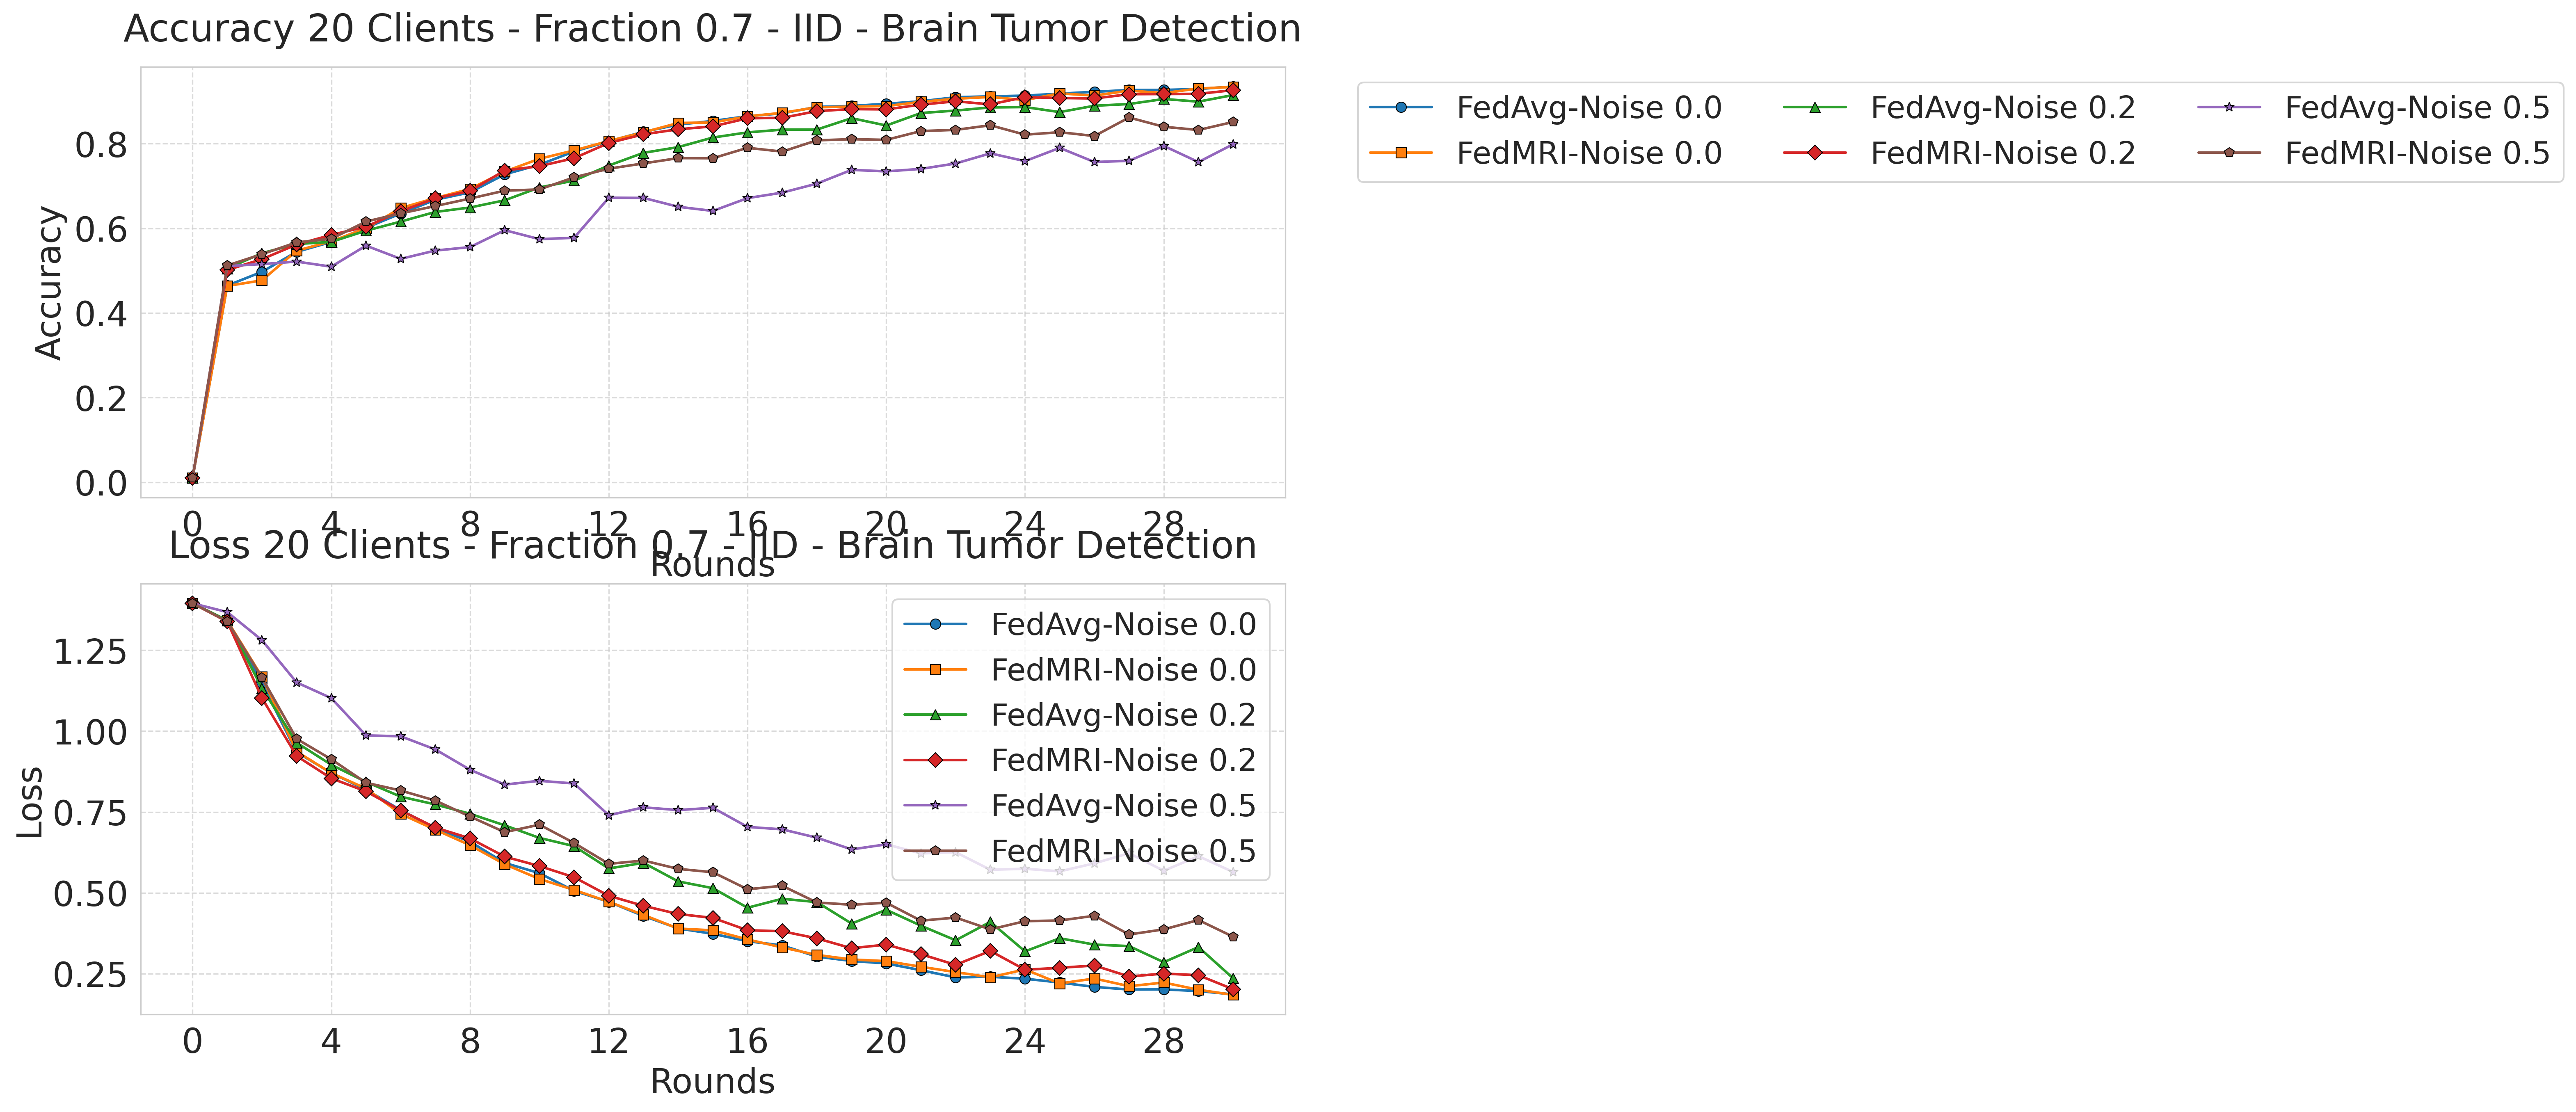 Accuracy 20 Clients - Fraction 0.7 - IID - Brain Tumor Detection
FedAvg-Noise 0.0
FedMRI-Noise 0.0
FedAvg-Noise 0.2
FedMRI-Noise 0.2
FedAvg-Noise 0.5
FedMRI-Noise 0.5
Accuracy
0.8
0.6
0.4
0.2
0.0
0 4 8 12 16 20 24 28
Rounds
Loss 20 Clients - Fraction 0.7 - IID - Brain Tumor Detection
FedAvg-Noise 0.0
FedMRI-Noise 0.0
FedAvg-Noise 0.2
FedMRI-Noise 0.2
FedAvg-Noise 0.5
FedMRI-Noise 0.5
Loss
1.25
1.00
0.75
0.50
0.25
0 4 8 12 16 20 24 28
Rounds